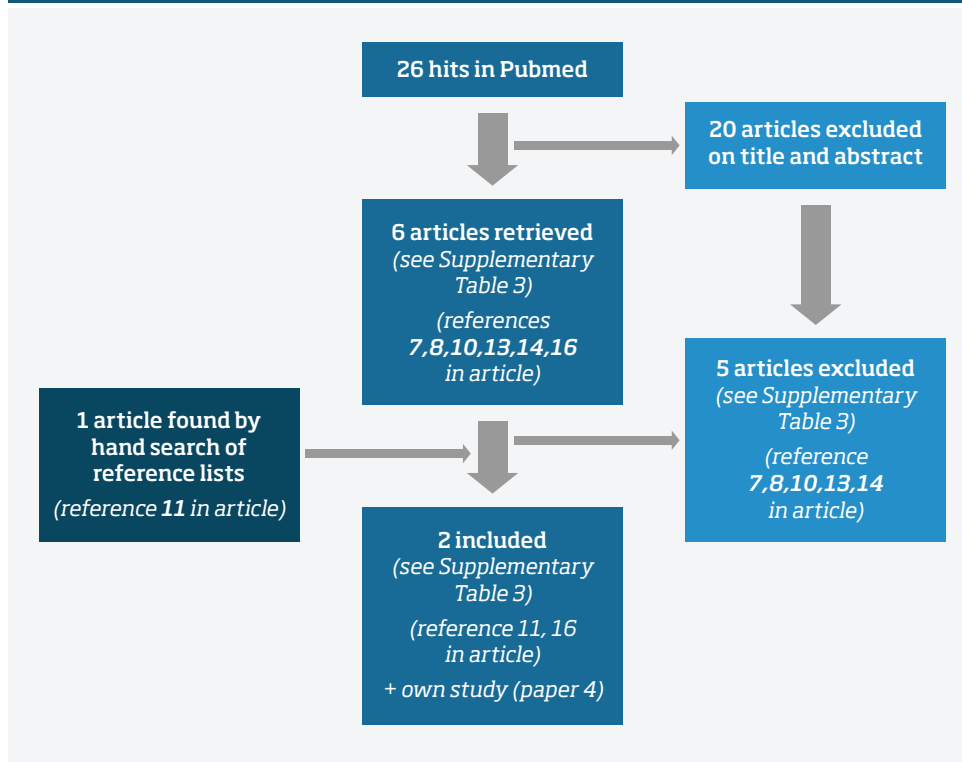 26 hits in Pubmed
20 articles excluded
on title and abstract
6 articles retrieved
(see Supplementary
Table 3)
(references
7,8,10,13,14,16
in article)
5 articles excluded
(see Supplementary
Table 3)
(reference
7,8,10,13,14
in article)
1 article found by
hand search of
reference lists
(reference 11 in article)
2 included
(see Supplementary
Table 3)
(reference 11, 16
in article)
+ own study (paper 4)